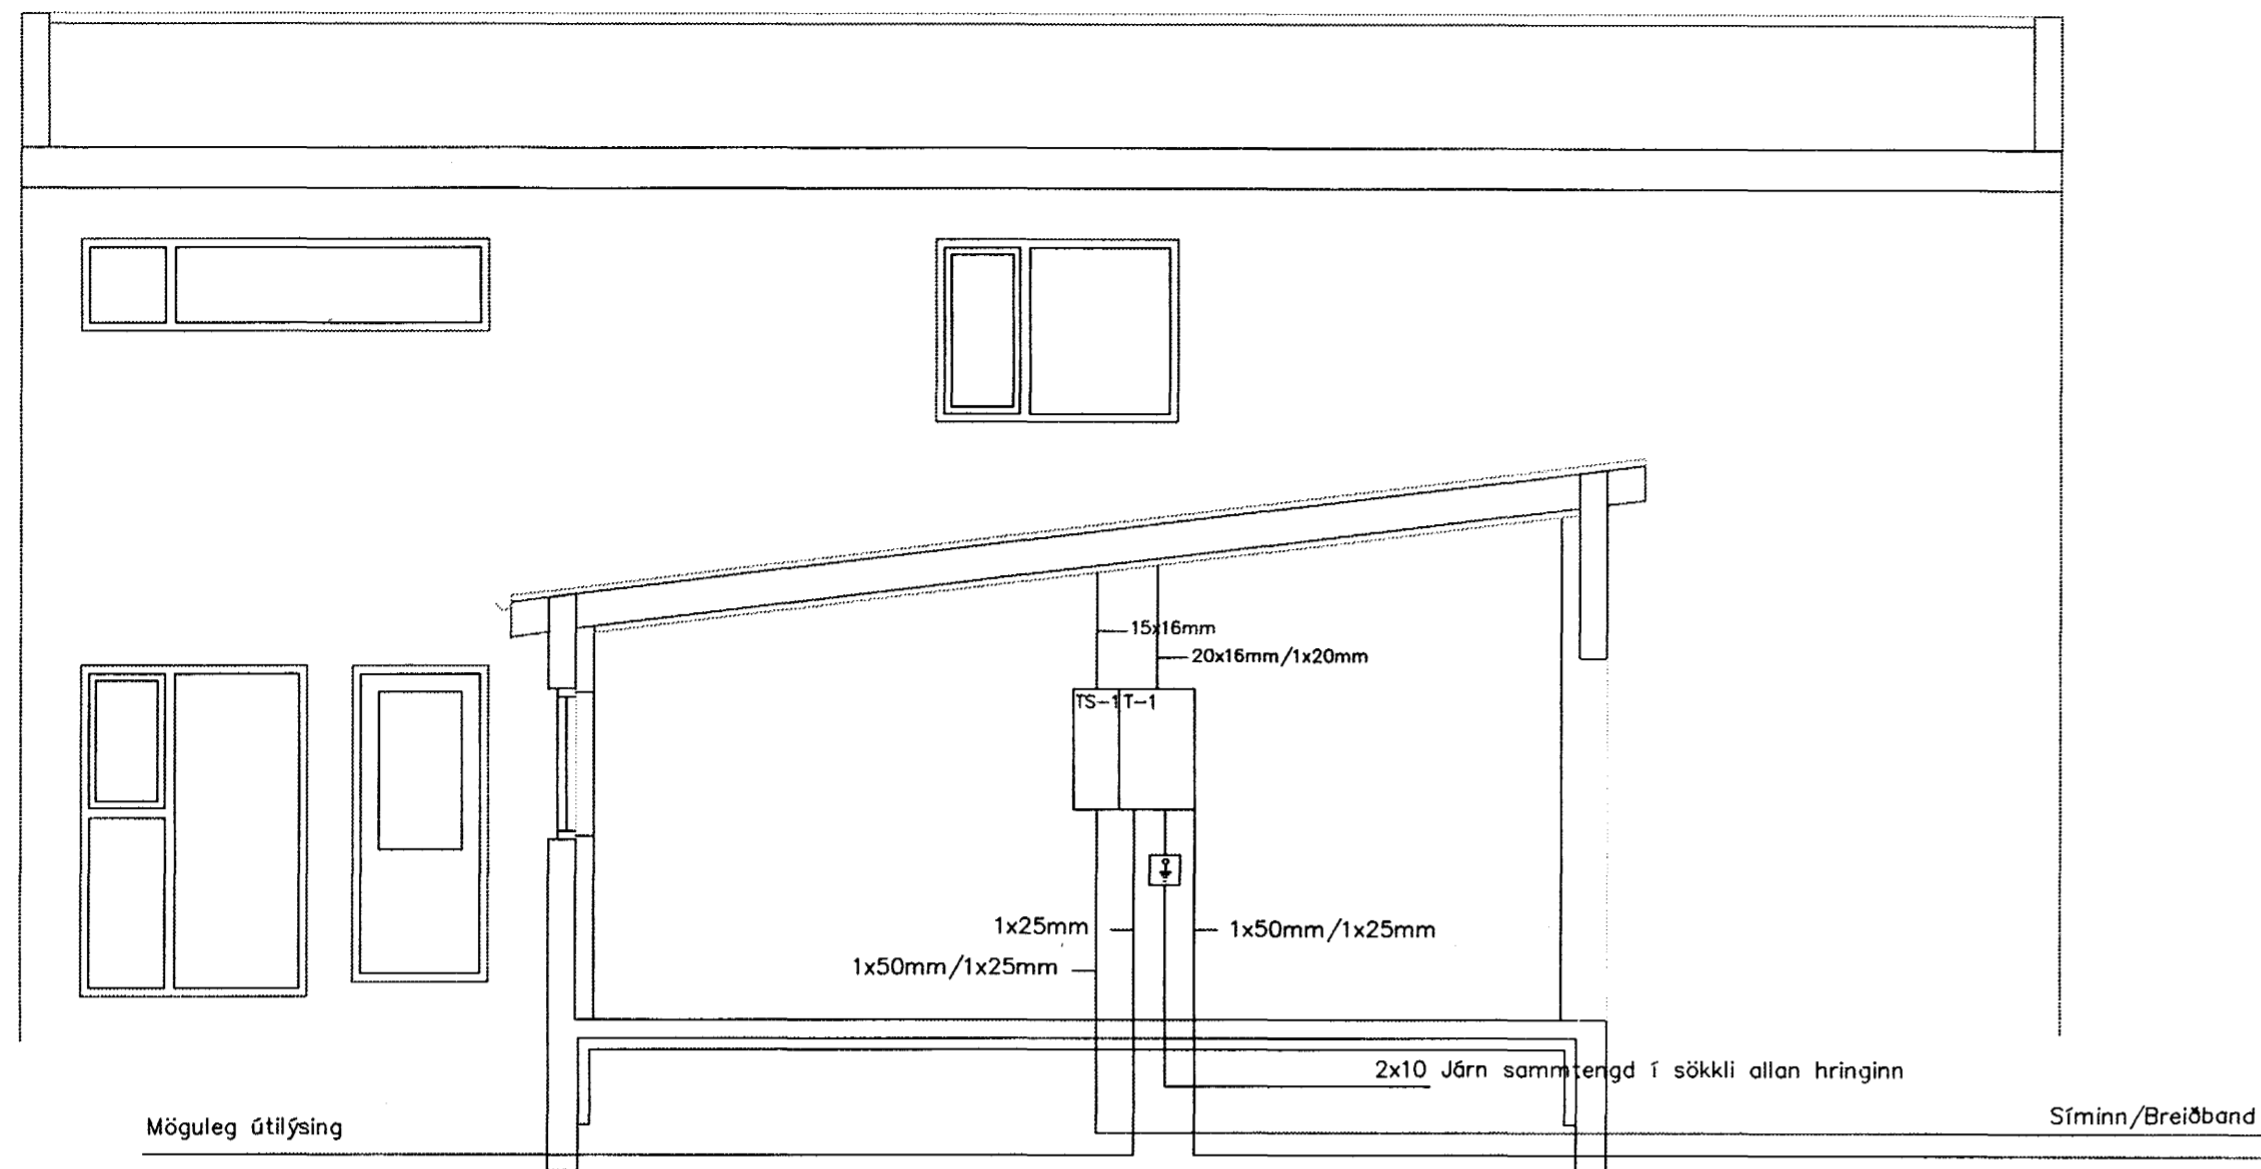 15x16mm
20x16mm/1x20mm
TS-1 T-1
1x25mm
1x50mm/1x25mm
1x50mm/1x25mm
2x10 Járn sammtengd í sökkli allan hringinn
Möguleg útilýsing
Síminn/Breiðband